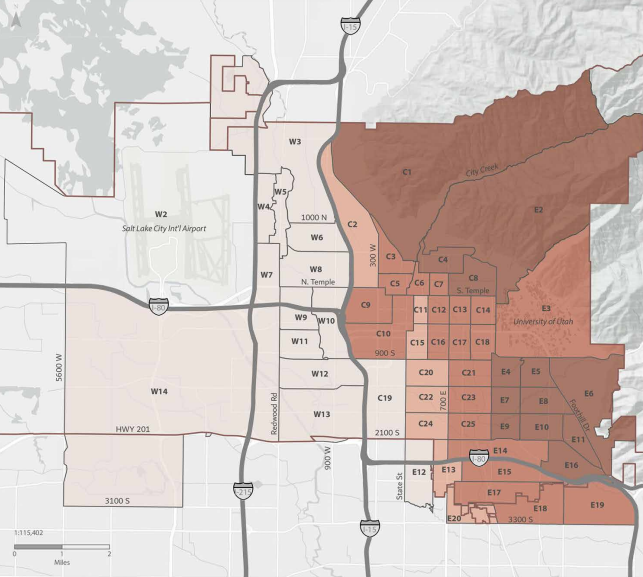 I-15
W3
C1
City Creek
W5
W2
W4
E2
Salt Lake City Int'l Airport
1000 N
C2
W6
300 W
C3
C4
W7
W8
C8
N. Temple
C5
C6
C7
S. Temple
I-80
C9
E3
C11
C12
C13
C14
W9
W10
University of Utah
C10
W11
C15
C16
C17
C18
900 S
5600 W
W12
C20
C21
E4
E5
W14
E6
Redwood Rd
C19
C22
700 E
C23
E7
E8
Foothill Dr.
W13
C24
C25
E9
E10
HWY 201
2100 S
E11
900 W
E14
I-80
State St
E12
E13
E15
E16
I-215
E17
3100 S
E18
E19
E20
3300 S
I-15
1:115,402
0 1 2
Miles